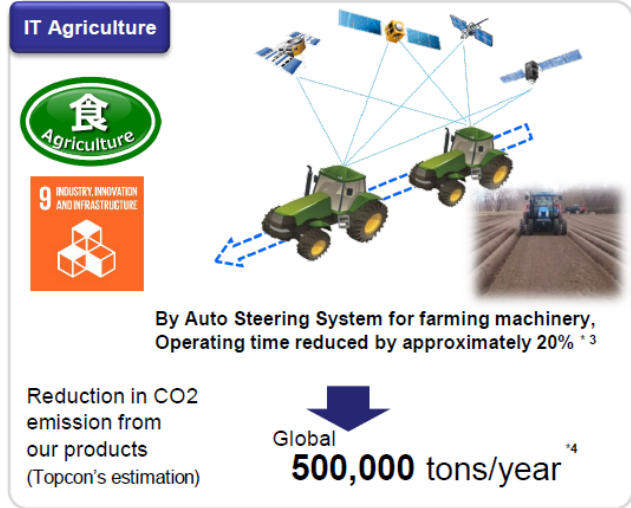 IT Agriculture
食
Agriculture
9 INDUSTRY, INNOVATION
AND INFRASTRUCTURE
By Auto Steering System for farming machinery,
Operating time reduced by approximately 20% *3
Reduction in CO2
emission from
our products
(Topcon's estimation)
Global
500,000 tons/year *4